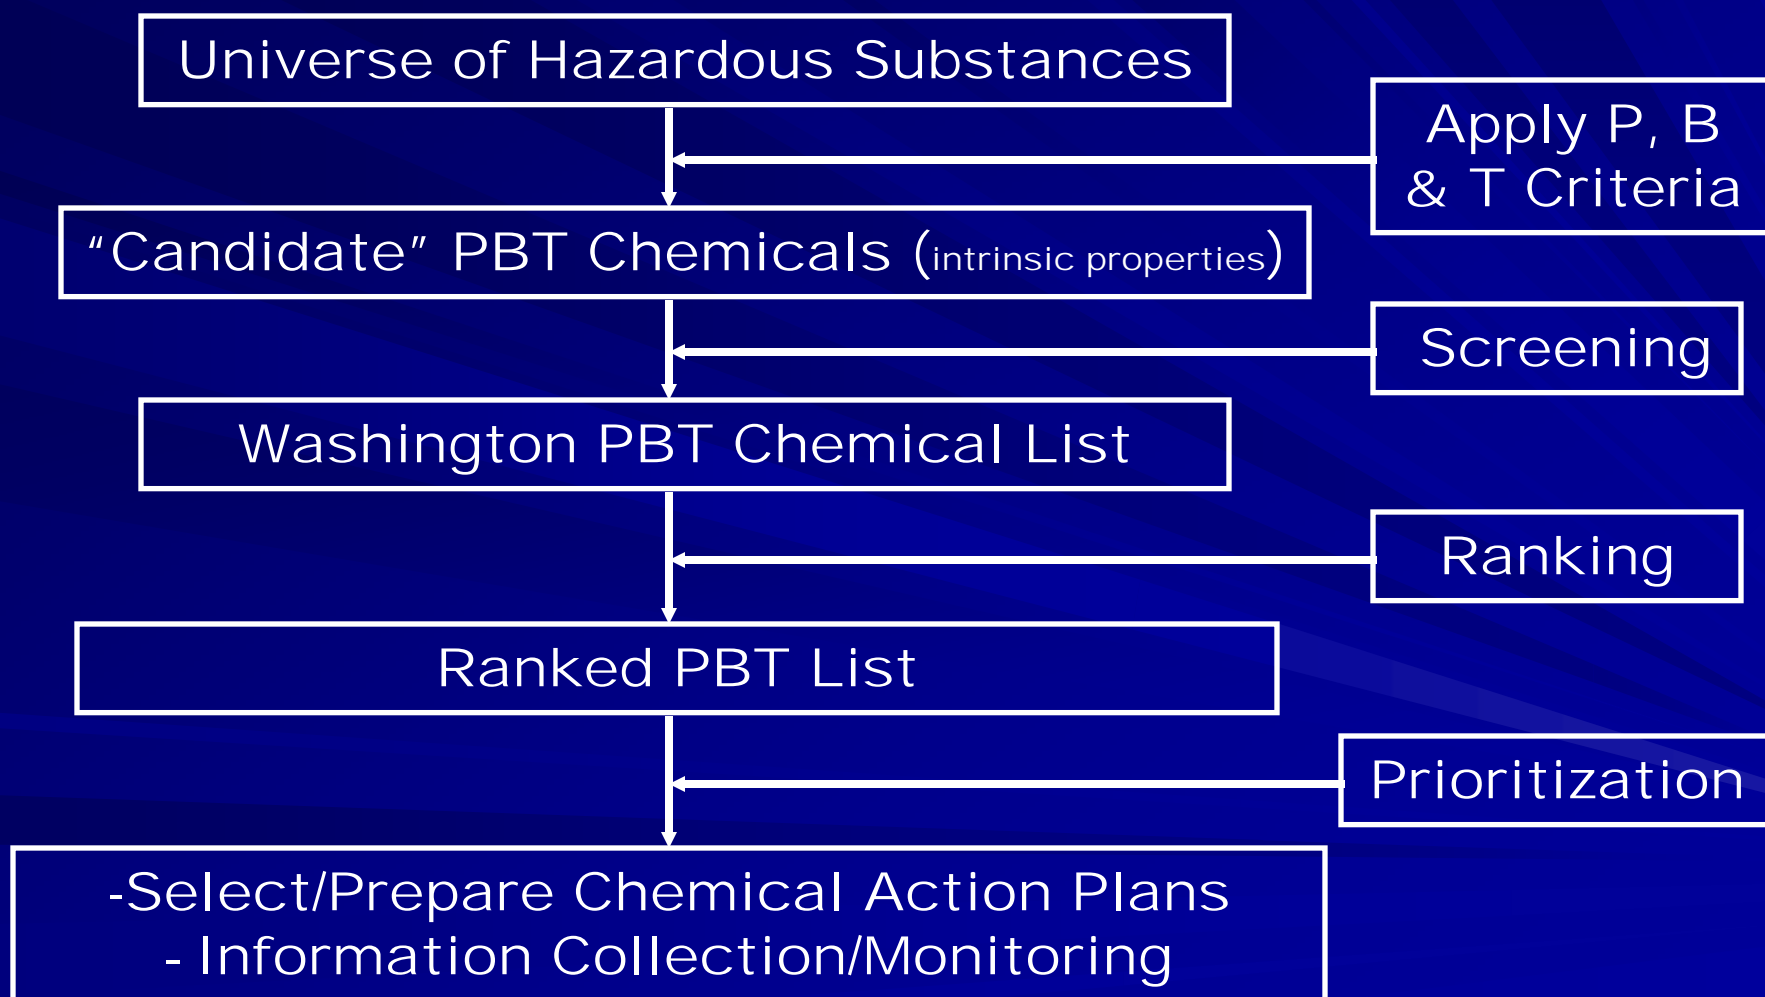 Universe of Hazardous Substances
Apply P, B
& T Criteria
“Candidate” PBT Chemicals (intrinsic properties)
Screening
Washington PBT Chemical List
Ranking
Ranked PBT List
Prioritization
-Select/Prepare Chemical Action Plans
- Information Collection/Monitoring